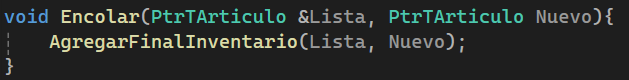 void Encolar(PtrTArticulo &Lista, PtrTArticulo Nuevo){
    AgregarFinalInventario(Lista, Nuevo);
}